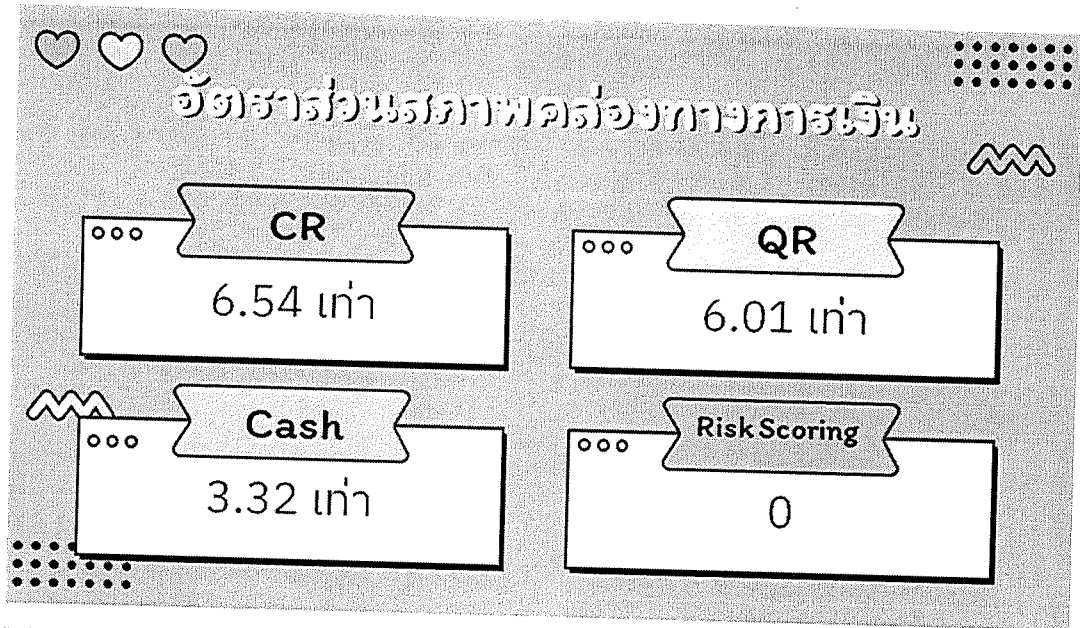 อัตราส่วนสภาพคล่องทางการเงิน
CR
6.54 เท่า
QR
6.01 เท่า
Cash
3.32 เท่า
Risk Scoring
0